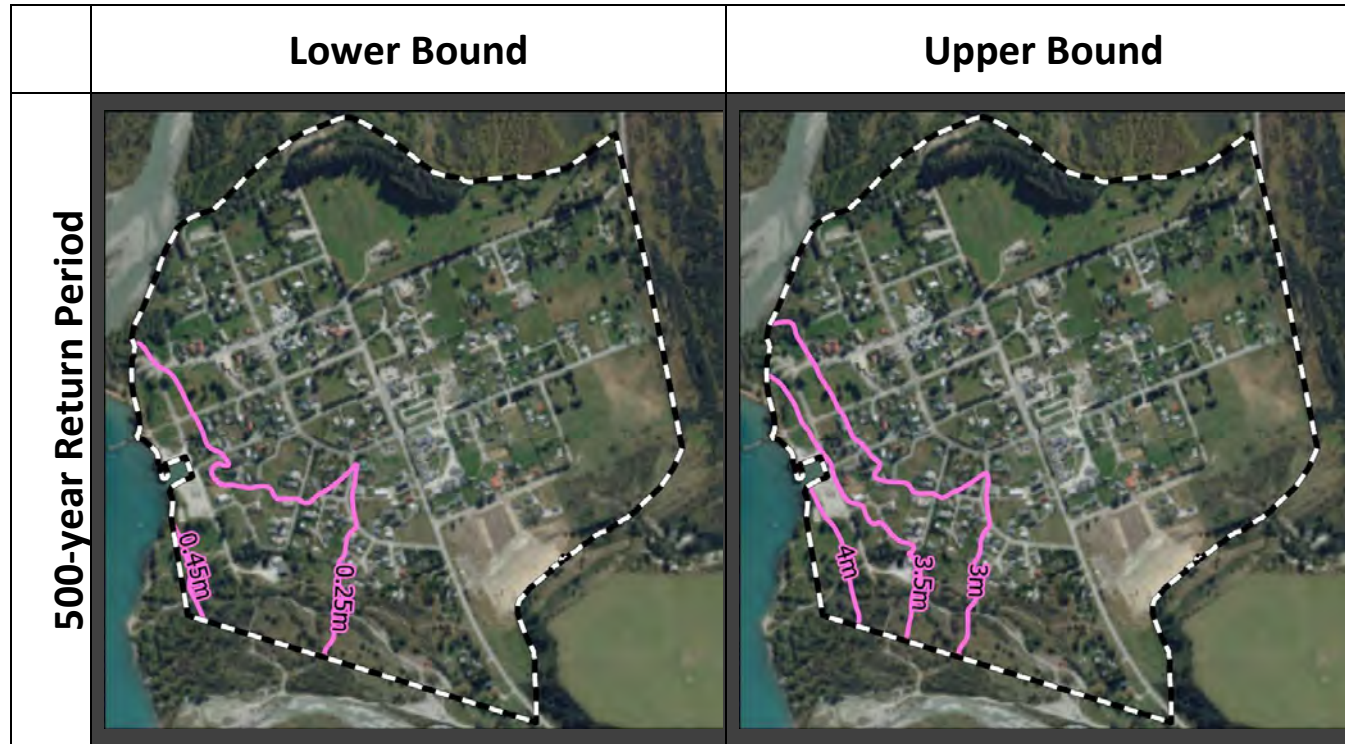 Lower Bound
Upper Bound
500-year Return Period
0.45m
0.25m
4m
3.5m
3m